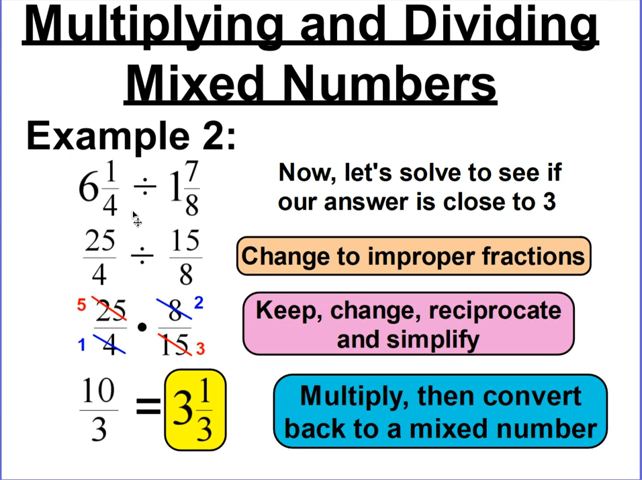 Multiplying and Dividing
Mixed Numbers
Example 2:
6 1/4 ÷ 1 7/8
Now, let's solve to see if
our answer is close to 3
25/4 ÷ 15/8
Change to improper fractions
5 25/4 1 • 8/15 2 3
Keep, change, reciprocate
and simplify
10/3 = 3 1/3
Multiply, then convert
back to a mixed number